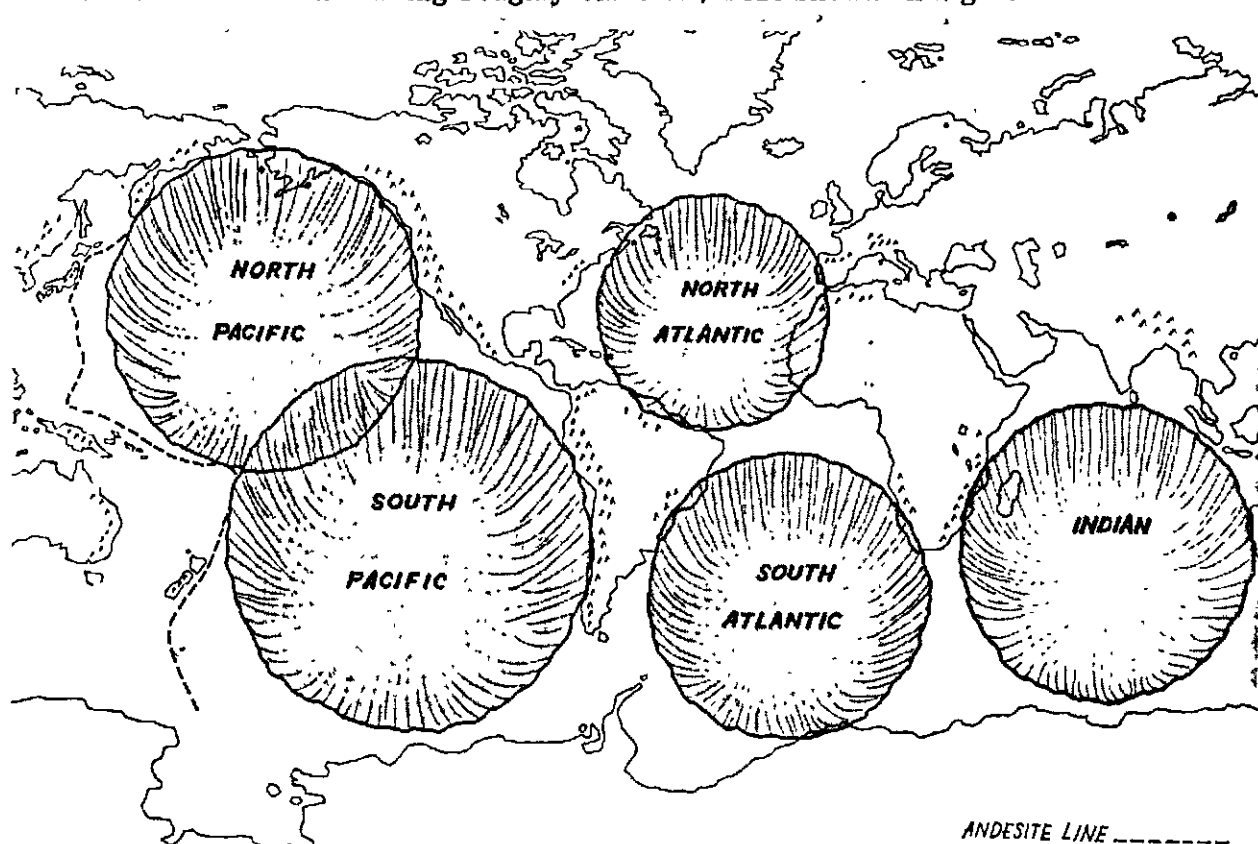 NORTH
PACIFIC
NORTH
ATLANTIC
SOUTH
PACIFIC
INDIAN
SOUTH
ATLANTIC
ANDESITE LINE